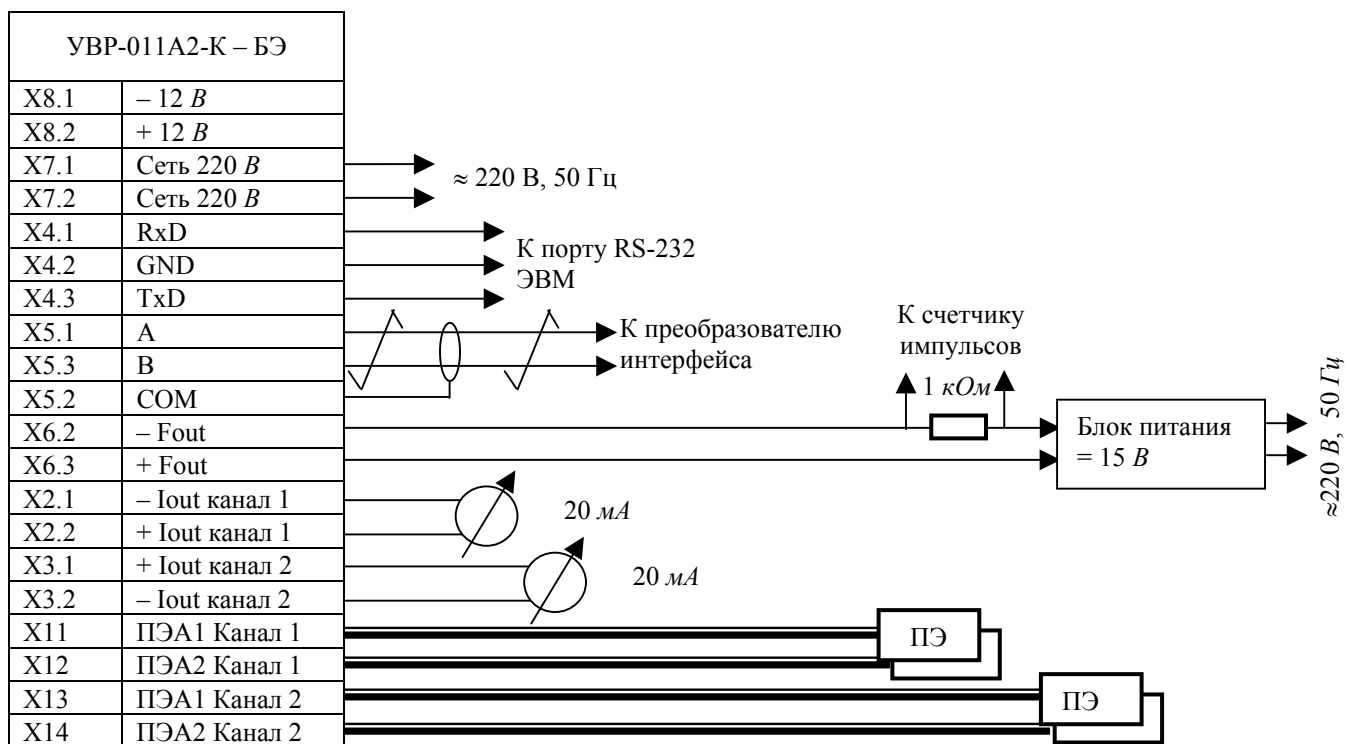 УВР-011А2-К – БЭ
X8.1 – 12 В
X8.2 + 12 В
X7.1 Сеть 220 В
X7.2 Сеть 220 В
≈ 220 В, 50 Гц
X4.1 RxD
X4.2 GND
X4.3 TxD
К порту RS-232
ЭВМ
X5.1 A
X5.3 B
X5.2 COM
К преобразователю
интерфейса
К счетчику
импульсов
1 кОм
X6.2 – Fout
X6.3 + Fout
Блок питания
= 15 В
≈220 В, 50 Гц
X2.1 – Iout канал 1
X2.2 + Iout канал 1
20 мА
X3.1 + Iout канал 2
X3.2 – Iout канал 2
20 мА
X11 ПЭА1 Канал 1
X12 ПЭА2 Канал 1
ПЭ
X13 ПЭА1 Канал 2
X14 ПЭА2 Канал 2
ПЭ